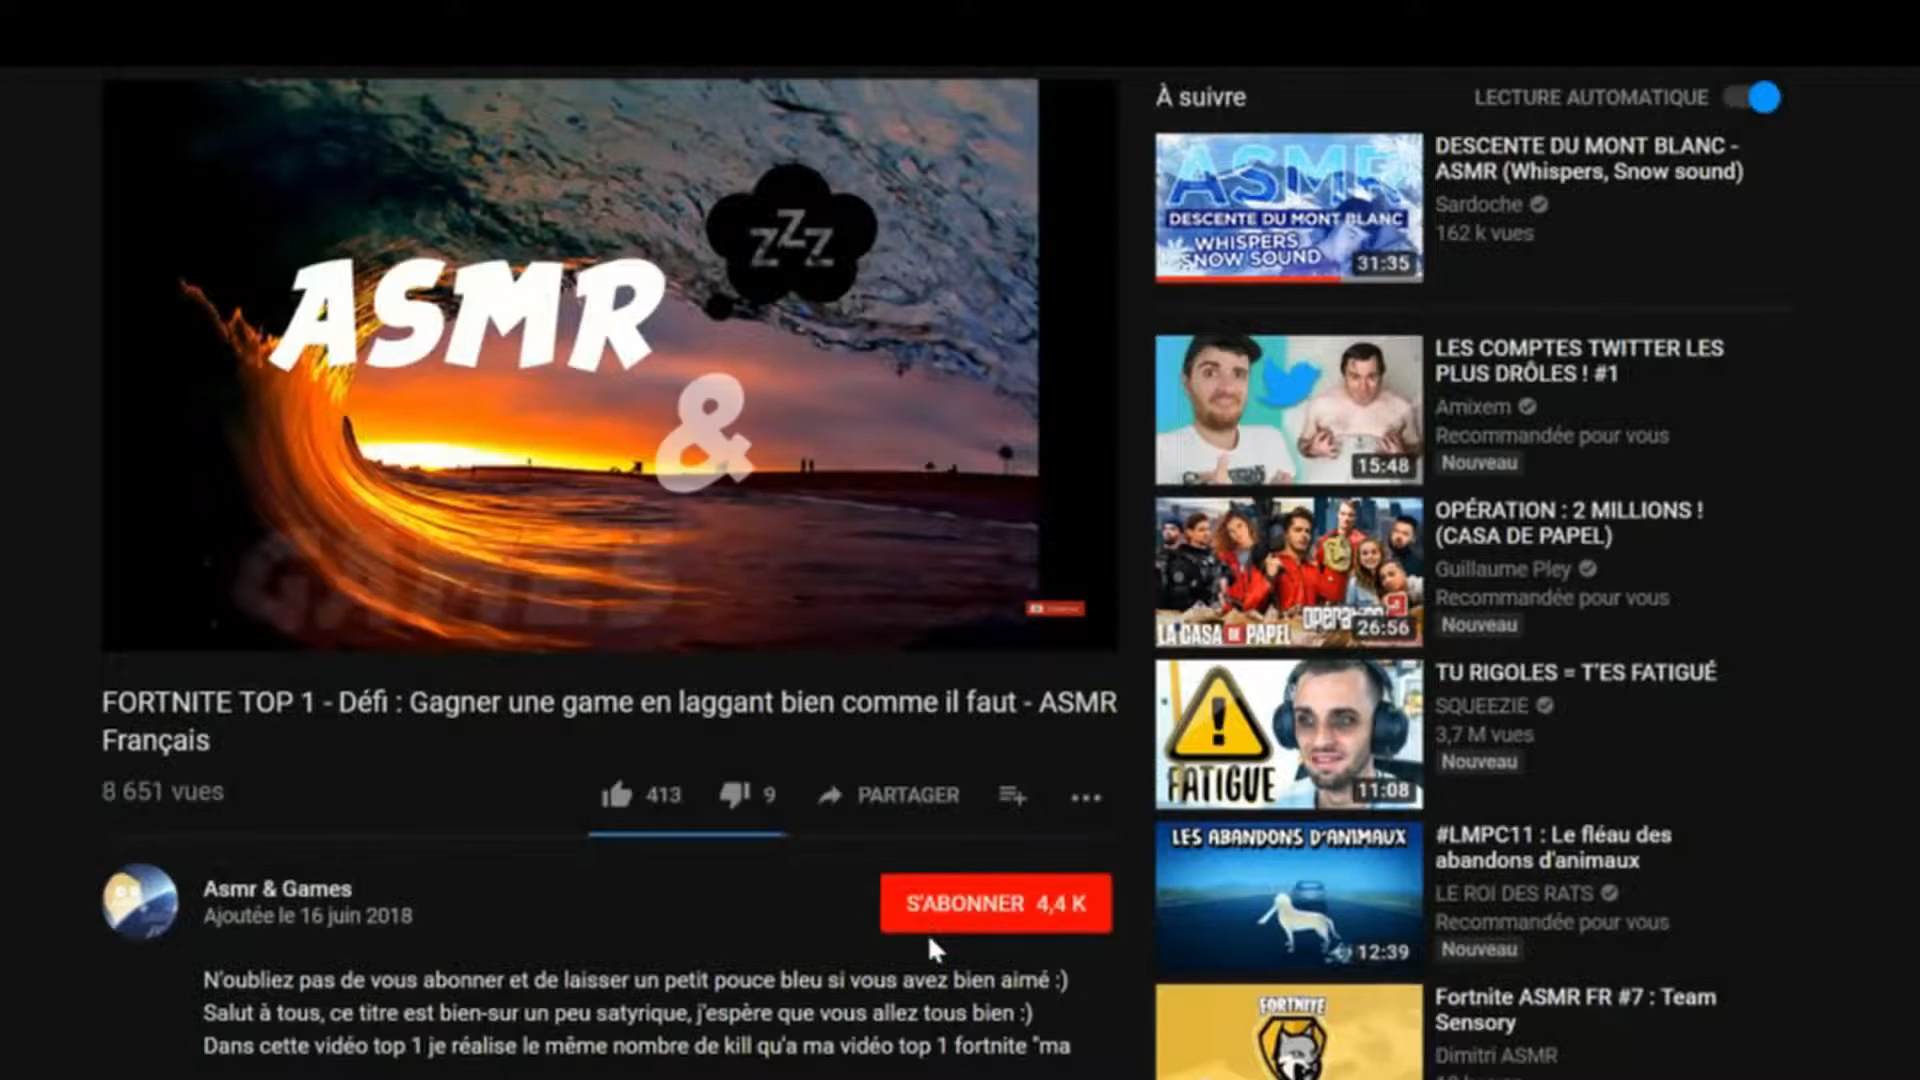 ASMR
zZz
&
GAMES
FORTNITE TOP 1 - Défi : Gagner une game en laggant bien comme il faut - ASMR
Français
8 651 vues
413
9
PARTAGER
Asmr & Games
Ajoutée le 16 juin 2018
S'ABONNER 4,4 K
N'oubliez pas de vous abonner et de laisser un petit pouce bleu si vous avez bien aimé :)
Salut à tous, ce titre est bien-sur un peu satyrique, j'espère que vous allez tous bien :)
Dans cette vidéo top 1 je réalise le même nombre de kill qu'a ma vidéo top 1 fortnite "ma
À suivre
LECTURE AUTOMATIQUE
ASMR
DESCENTE DU MONT BLANC
WHISPERS
SNOW SOUND
31:35
DESCENTE DU MONT BLANC -
ASMR (Whispers, Snow sound)
Sardoche
162 k vues
15:48
LES COMPTES TWITTER LES
PLUS DRÔLES ! #1
Amixem
Recommandée pour vous
Nouveau
LA CASA DE PAPEL
26:56
OPÉRATION : 2 MILLIONS !
(CASA DE PAPEL)
Guillaume Pley
Recommandée pour vous
Nouveau
FATIGUE
11:08
TU RIGOLES = T'ES FATIGUÉ
SQUEEZIE
3,7 M vues
Nouveau
LES ABANDONS D'ANIMAUX
12:39
#LMPC11 : Le fléau des
abandons d'animaux
LE ROI DES RATS
Recommandée pour vous
Nouveau
FORTNITE
Fortnite ASMR FR #7 : Team
Sensory
Dimitri ASMR